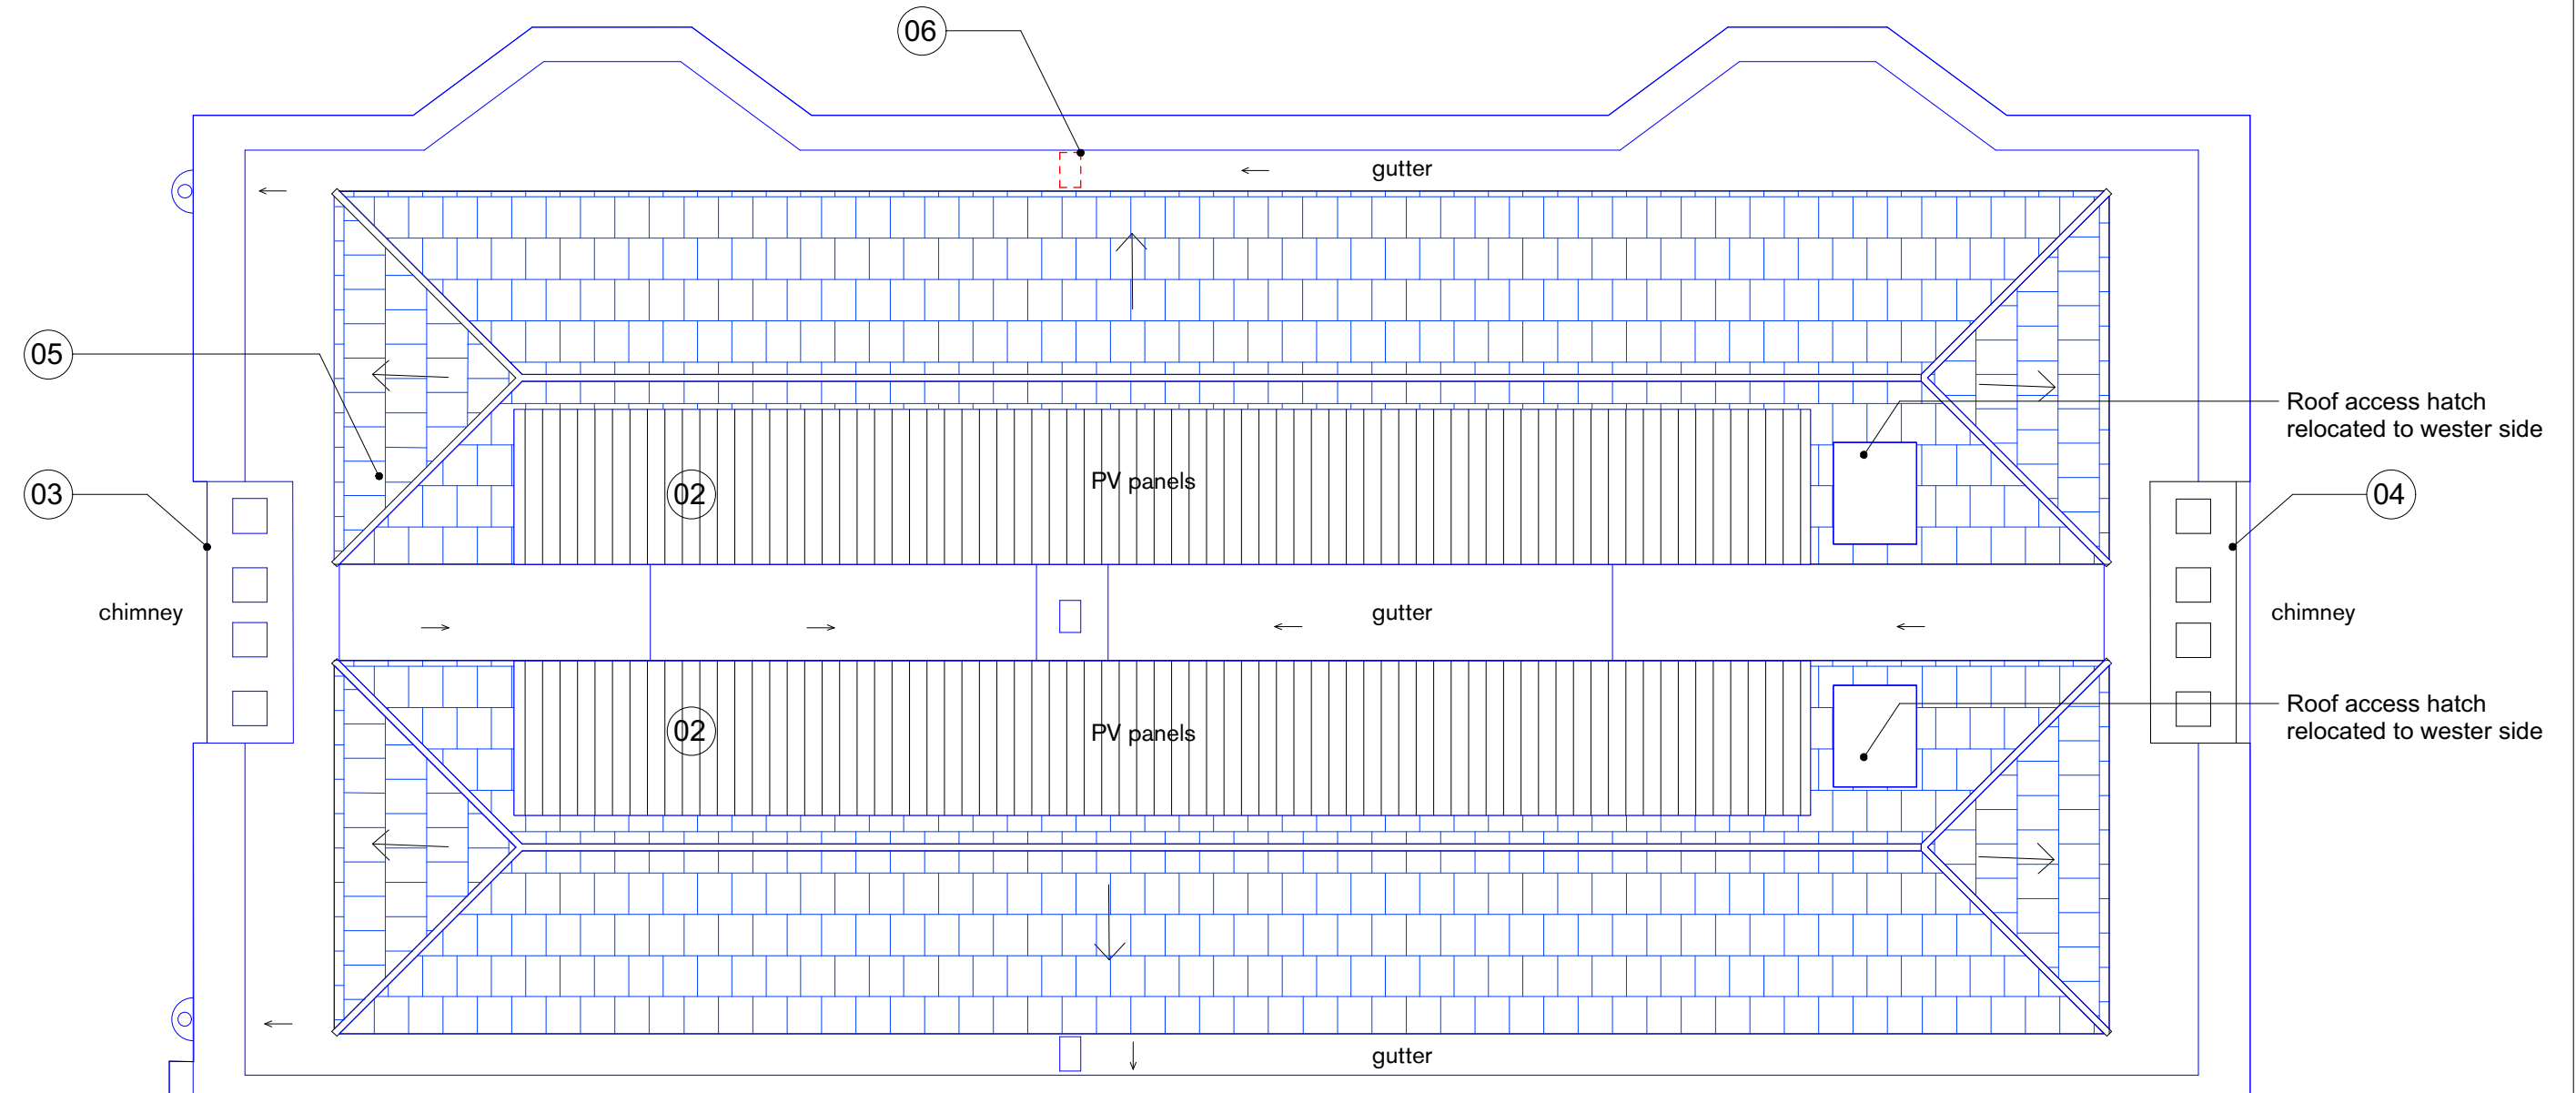 06
gutter
05
Roof access hatch
relocated to wester side
03
02
PV panels
04
chimney
gutter
chimney
Roof access hatch
relocated to wester side
02
PV panels
gutter